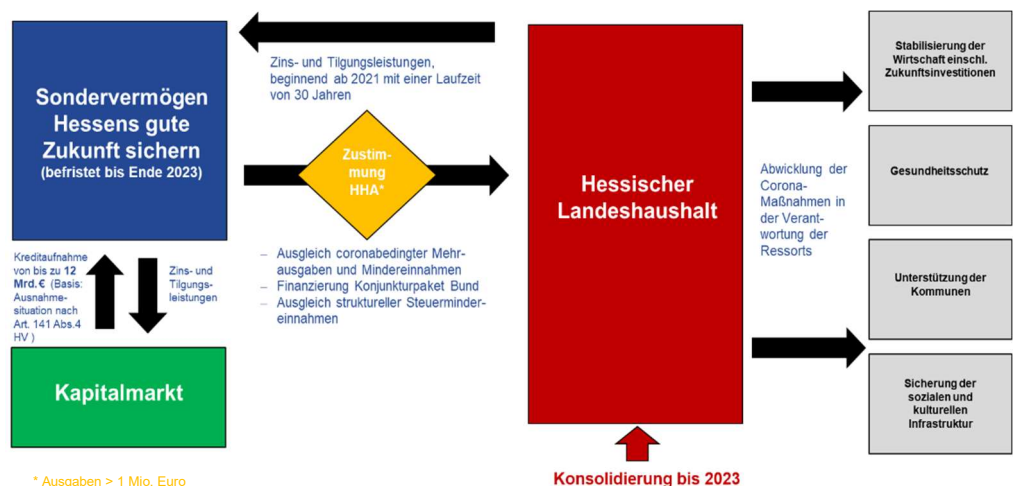 Sondervermögen
Hessens gute
Zukunft sichern
(befristet bis Ende 2023)
Zins- und Tilgungsleistungen,
beginnend ab 2021 mit einer Laufzeit
von 30 Jahren
Zustim-
mung
HHA*
– Ausgleich coronabedingter Mehr-
ausgaben und Mindereinnahmen
– Finanzierung Konjunkturpaket Bund
– Ausgleich struktureller Steuerminder-
einnahmen
Kreditaufnahme
von bis zu 12
Mrd. € (Basis:
Ausnahme-
situation nach
Art. 141 Abs.4
HV )
Zins- und
Tilgungs-
leistungen
Kapitalmarkt
* Ausgaben > 1 Mio. Euro
Hessischer
Landeshaushalt
Konsolidierung bis 2023
Abwicklung der
Corona-
Maßnahmen in
der Verant-
wortung der
Ressorts
Stabilisierung der
Wirtschaft einschl.
Zukunftsinvestitionen
Gesundheitsschutz
Unterstützung der
Kommunen
Sicherung der
sozialen und
kulturellen
Infrastruktur